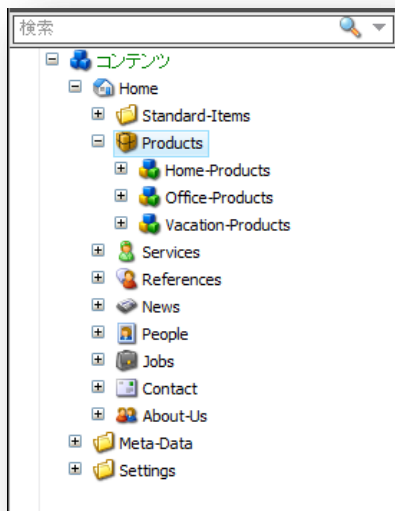 検索
コンテンツ
Home
Standard-Items
Products
Home-Products
Office-Products
Vacation-Products
Services
References
News
People
Jobs
Contact
About-Us
Meta-Data
Settings